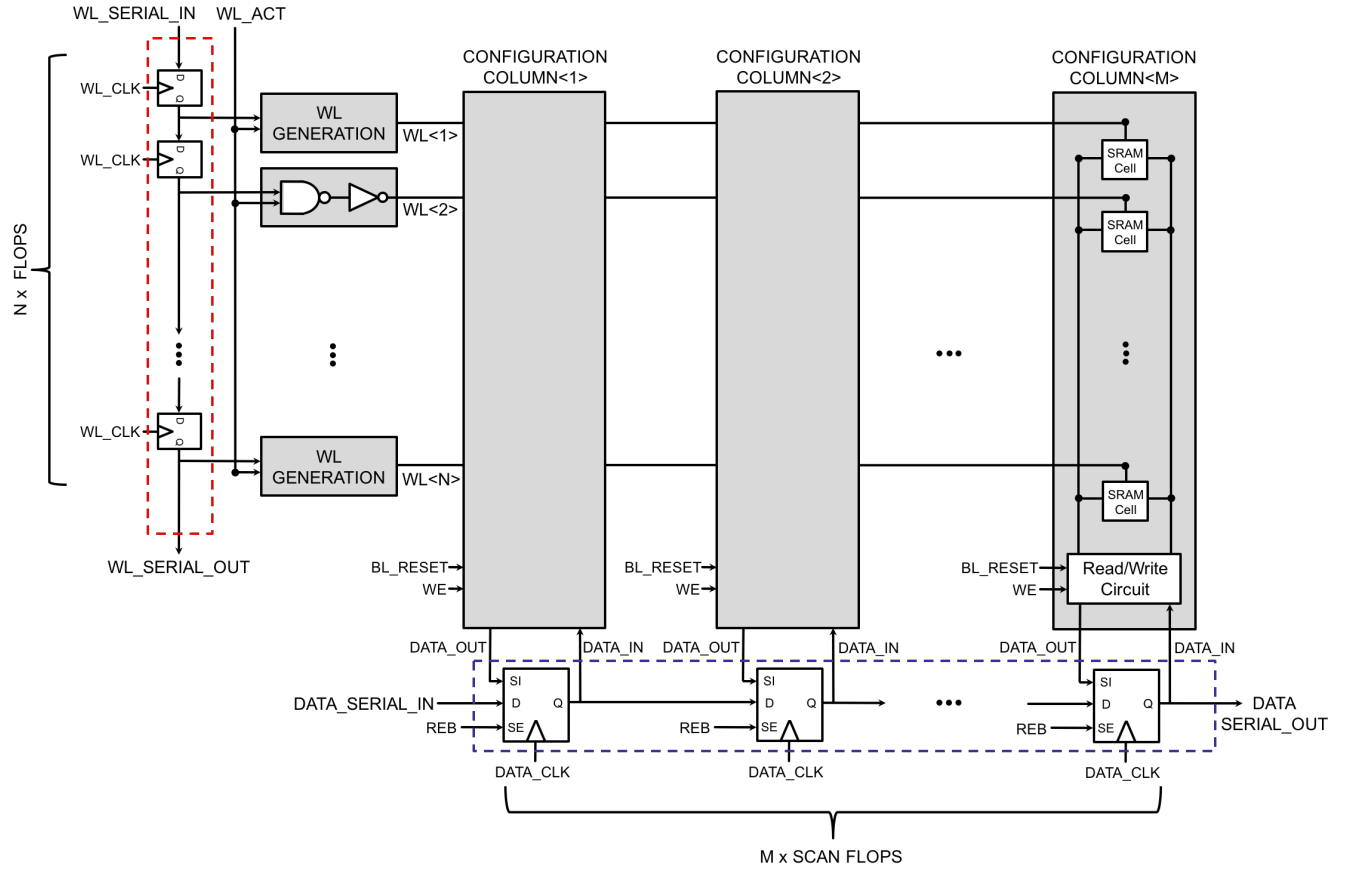 WL_SERIAL_IN
WL_ACT
CONFIGURATION
COLUMN<1>
CONFIGURATION
COLUMN<2>
CONFIGURATION
COLUMN<M>
WL_CLK
D
Q
WL
GENERATION
WL<1>
WL_CLK
D
Q
WL<2>
SRAM
Cell
SRAM
Cell
N x FLOPS
WL_CLK
D
Q
WL
GENERATION
WL<N>
SRAM
Cell
WL_SERIAL_OUT
BL_RESET
WE
BL_RESET
WE
BL_RESET
WE
Read/Write
Circuit
DATA_OUT
DATA_IN
DATA_OUT
DATA_IN
DATA_OUT
DATA_IN
DATA_SERIAL_IN
REB
SI
D
Q
SE
REB
SI
D
Q
SE
REB
SI
D
Q
SE
DATA
SERIAL_OUT
DATA_CLK
DATA_CLK
DATA_CLK
M x SCAN FLOPS